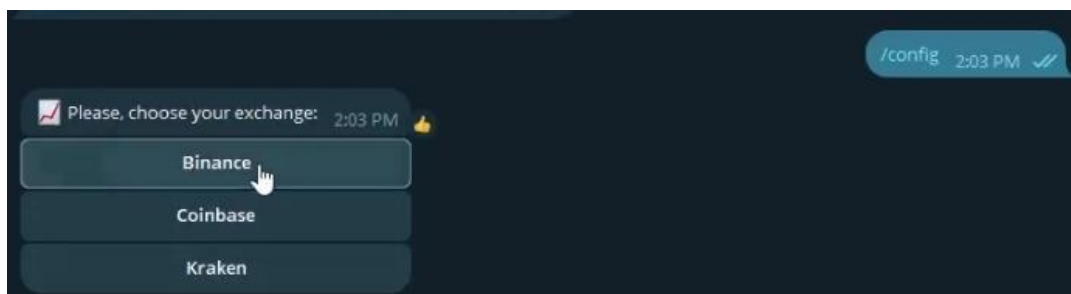 /config 2:03 PM
Please, choose your exchange: 2:03 PM
Binance
Coinbase
Kraken